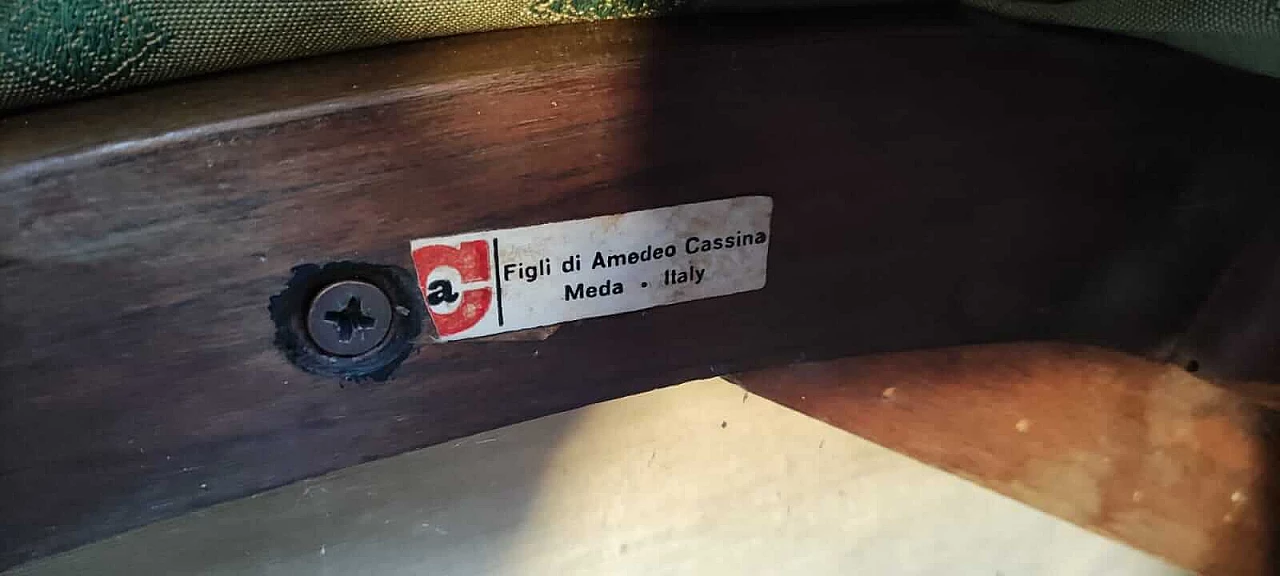 a
Figli di Amedeo Cassina
Meda • Italy